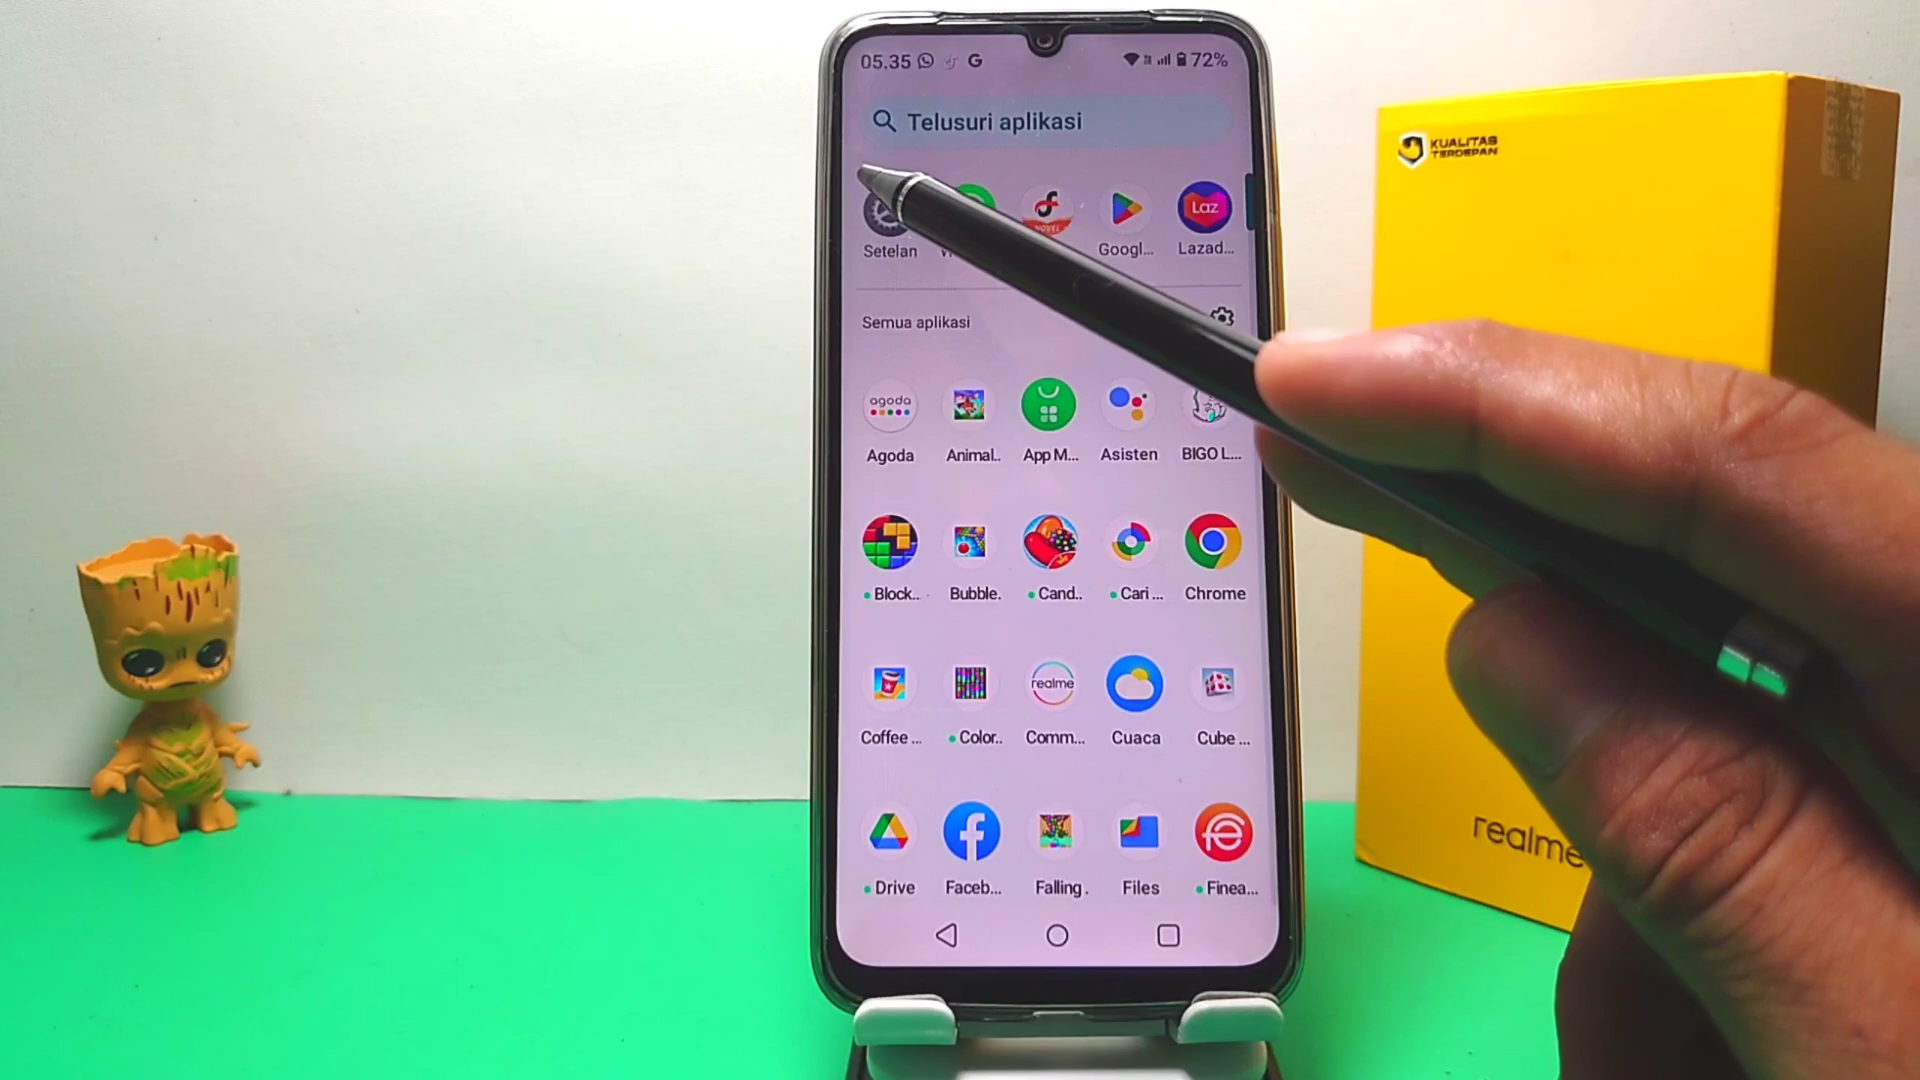 05.35 G 72%
Telusuri aplikasi
Laz
NOVEL
Setelan Googl... Lazad...
Semua aplikasi
agoda
Agoda Animal.. App M... Asisten BIGO L...
Block.. Bubble. Cand.. Cari ... Chrome
realme
Coffee ... Color.. Comm... Cuaca Cube ...
Drive Faceb... Falling . Files Finea...
KUALITAS
TERDEPAN
realme